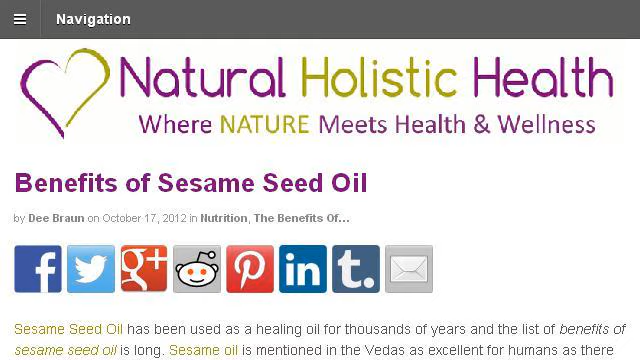 Navigation
Natural Holistic Health
Where NATURE Meets Health & Wellness
Benefits of Sesame Seed Oil
by Dee Braun on October 17, 2012 in Nutrition, The Benefits Of...
f g+1 P in t.
Sesame Seed Oil has been used as a healing oil for thousands of years and the list of benefits of
sesame seed oil is long. Sesame oil is mentioned in the Vedas as excellent for humans as there